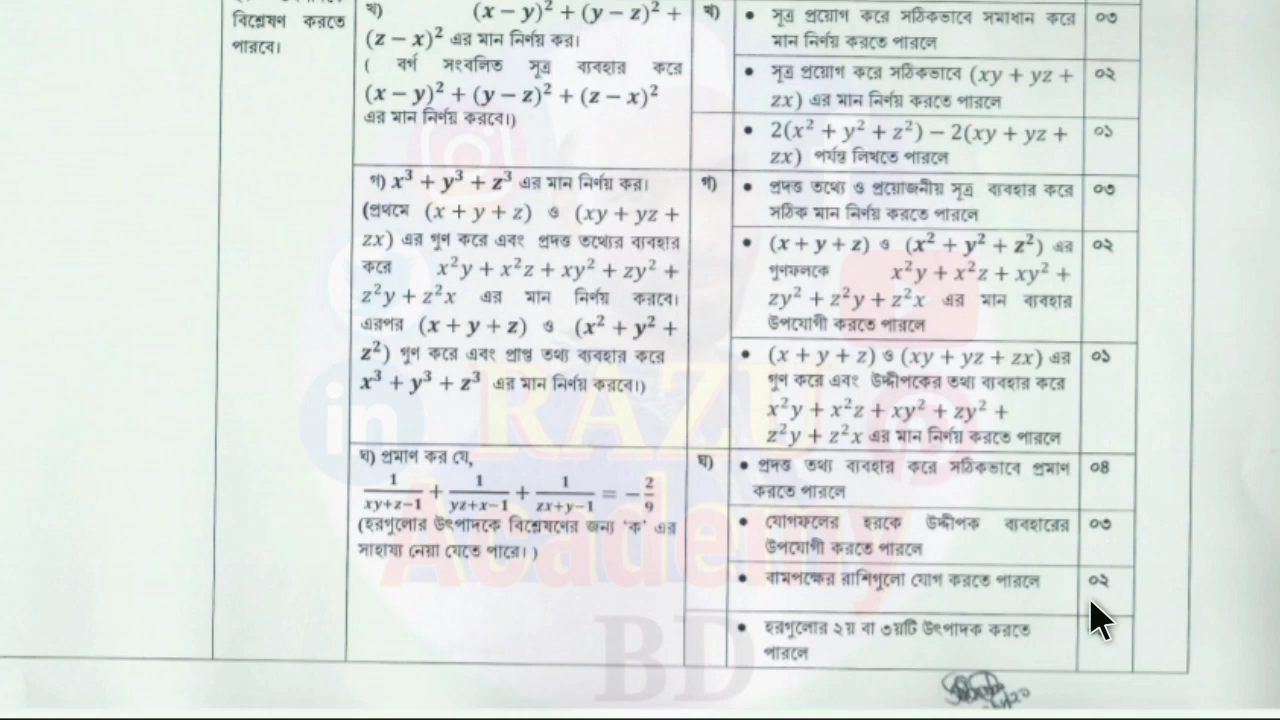 বিশ্লেষণ করতে
পারবে।
খ) (x − y)² + (y − z)² +
(z − x)² এর মান নির্ণয় কর।
( বর্গ সংবলিত সূত্র ব্যবহার করে
(x − y)² + (y − z)² + (z − x)²
এর মান নির্ণয় করবে।)
খ)
• সূত্র প্রয়োগ করে সঠিকভাবে সমাধান করে ০৩
মান নির্ণয় করতে পারলে
• সূত্র প্রয়োগ করে সঠিকভাবে (xy + yz + ০২
zx) এর মান নির্ণয় করতে পারলে
• 2(x² + y² + z²) − 2(xy + yz + ০১
zx) পর্যন্ত লিখতে পারলে
গ) x³ + y³ + z³ এর মান নির্ণয় কর।
(প্রথমে (x + y + z) ও (xy + yz +
zx) এর গুণ করে এবং প্রদত্ত তথ্যের ব্যবহার
করে x²y + x²z + xy² + zy² +
z²y + z²x এর মান নির্ণয় করবে।
এরপর (x + y + z) ও (x² + y² +
z²) গুণ করে এবং প্রাপ্ত তথ্য ব্যবহার করে
x³ + y³ + z³ এর মান নির্ণয় করবে।)
গ)
• প্রদত্ত তথ্যে ও প্রয়োজনীয় সূত্র ব্যবহার করে ০৩
সঠিক মান নির্ণয় করতে পারলে
• (x + y + z) ও (x² + y² + z²) এর ০২
গুণফলকে x²y + x²z + xy² +
zy² + z²y + z²x এর মান ব্যবহার
উপযোগী করতে পারলে
• (x + y + z) ও (xy + yz + zx) এর ০১
গুণ করে এবং উদ্দীপকের তথ্য ব্যবহার করে
x²y + x²z + xy² + zy² +
z²y + z²x এর মান নির্ণয় করতে পারলে
ঘ) প্রমাণ কর যে,
1/(xy+z−1) + 1/(yz+x−1) + 1/(zx+y−1) = −2/9
(হরগুলোর উৎপাদকে বিশ্লেষণের জন্য 'ক' এর
সাহায্য নেয়া যেতে পারে। )
ঘ)
• প্রদত্ত তথ্য ব্যবহার করে সঠিকভাবে প্রমাণ ০৪
করতে পারলে
• যোগফলের হরকে উদ্দীপক ব্যবহারের ০৩
উপযোগী করতে পারলে
• বামপক্ষের রাশিগুলো যোগ করতে পারলে ০২
• হরগুলোর ২য় বা ৩য়টি উৎপাদক করতে
পারলে
RAZU
Academy
BD
in